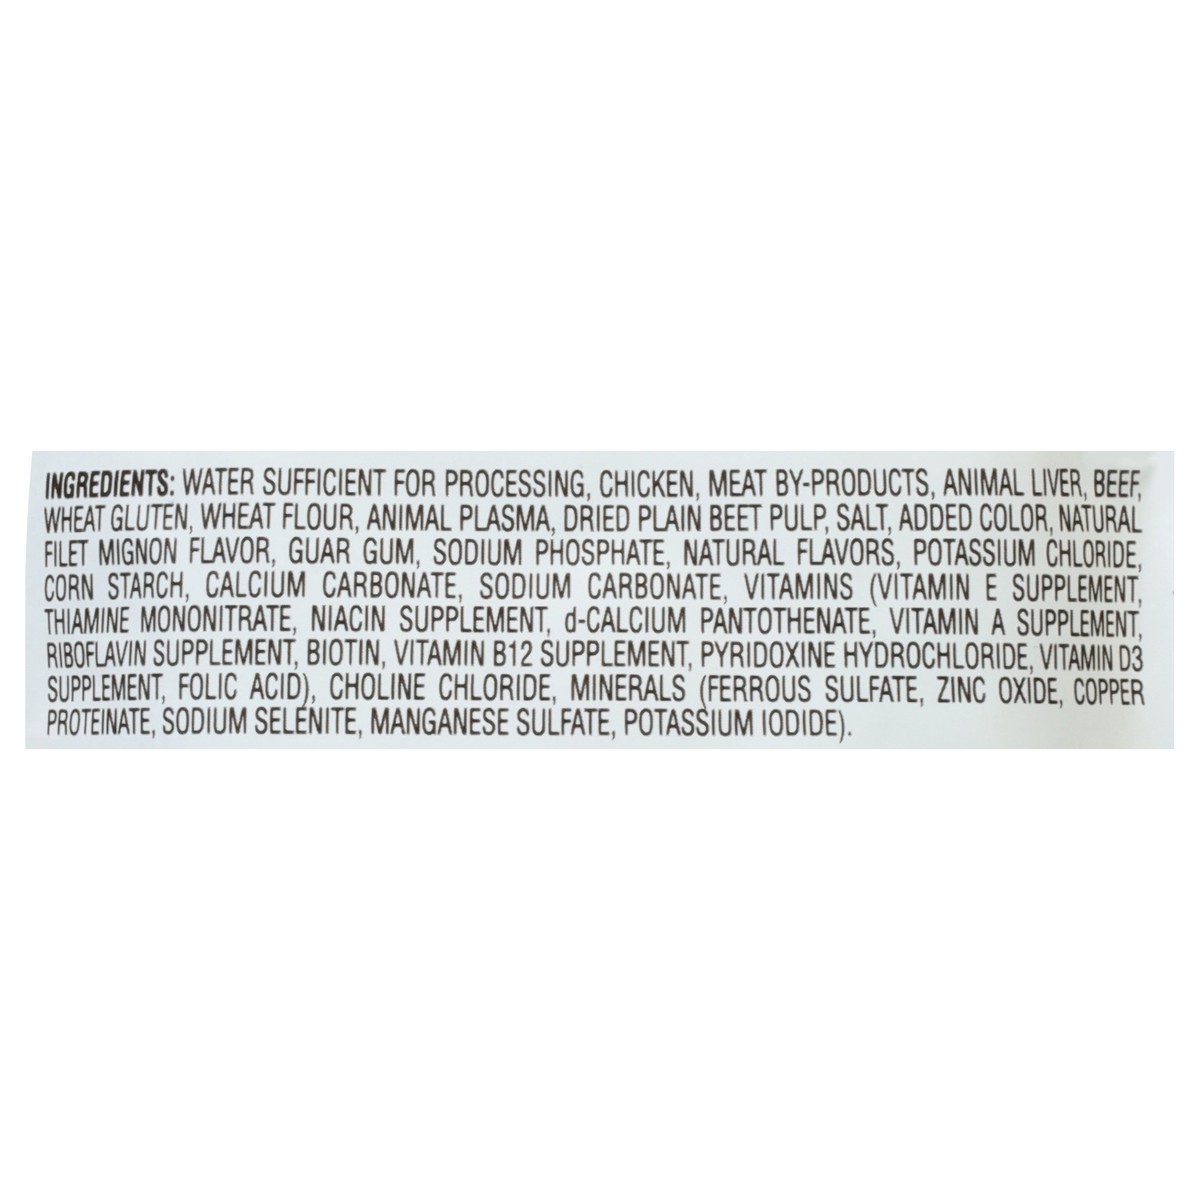 INGREDIENTS: WATER SUFFICIENT FOR PROCESSING, CHICKEN, MEAT BY-PRODUCTS, ANIMAL LIVER, BEEF,
WHEAT GLUTEN, WHEAT FLOUR, ANIMAL PLASMA, DRIED PLAIN BEET PULP, SALT, ADDED COLOR, NATURAL
FILET MIGNON FLAVOR, GUAR GUM, SODIUM PHOSPHATE, NATURAL FLAVORS, POTASSIUM CHLORIDE,
CORN STARCH, CALCIUM CARBONATE, SODIUM CARBONATE, VITAMINS (VITAMIN E SUPPLEMENT,
THIAMINE MONONITRATE, NIACIN SUPPLEMENT, d-CALCIUM PANTOTHENATE, VITAMIN A SUPPLEMENT,
RIBOFLAVIN SUPPLEMENT, BIOTIN, VITAMIN B12 SUPPLEMENT, PYRIDOXINE HYDROCHLORIDE, VITAMIN D3
SUPPLEMENT, FOLIC ACID), CHOLINE CHLORIDE, MINERALS (FERROUS SULFATE, ZINC OXIDE, COPPER
PROTEINATE, SODIUM SELENITE, MANGANESE SULFATE, POTASSIUM IODIDE).